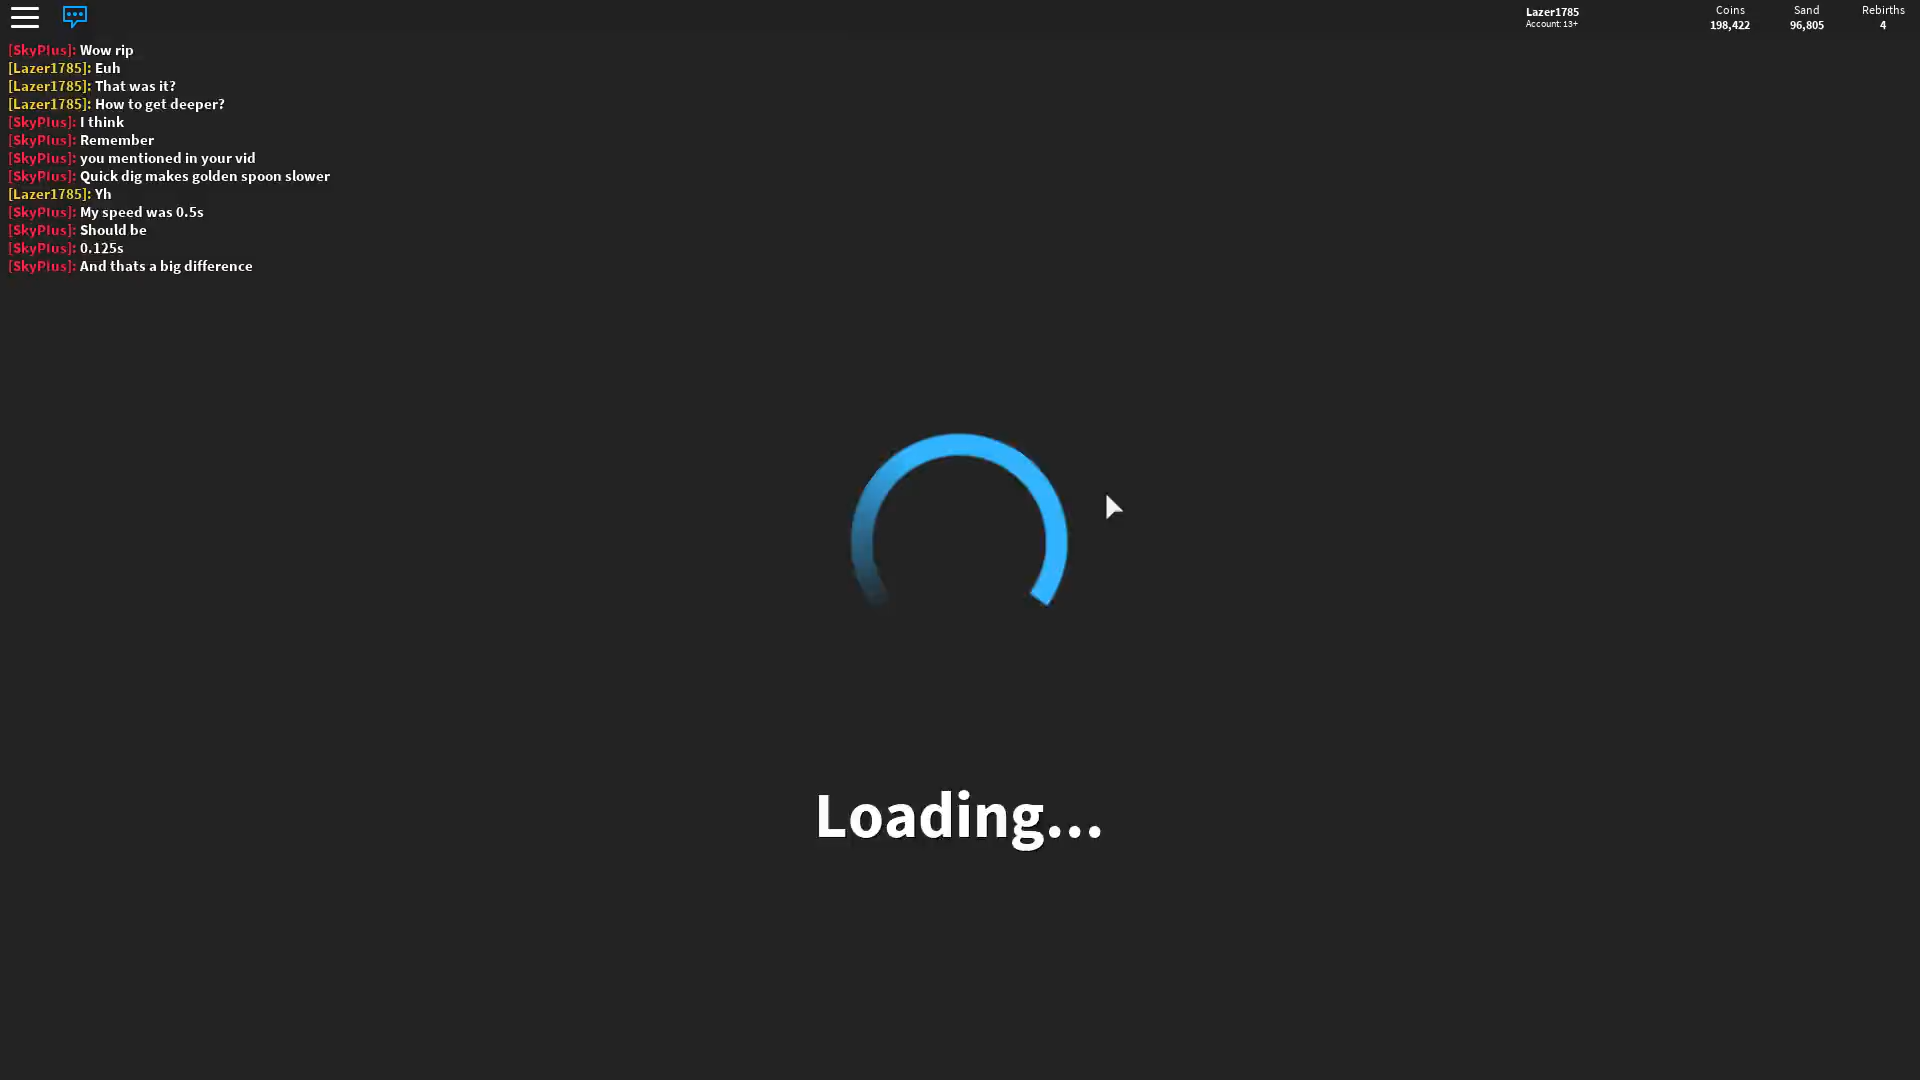 Lazer1785
Account: 13+
Coins
198,422
Sand
96,805
Rebirths
4
[SkyPlus]: Wow rip
[Lazer1785]: Euh
[Lazer1785]: That was it?
[Lazer1785]: How to get deeper?
[SkyPlus]: I think
[SkyPlus]: Remember
[SkyPlus]: you mentioned in your vid
[SkyPlus]: Quick dig makes golden spoon slower
[Lazer1785]: Yh
[SkyPlus]: My speed was 0.5s
[SkyPlus]: Should be
[SkyPlus]: 0.125s
[SkyPlus]: And thats a big difference
Loading...